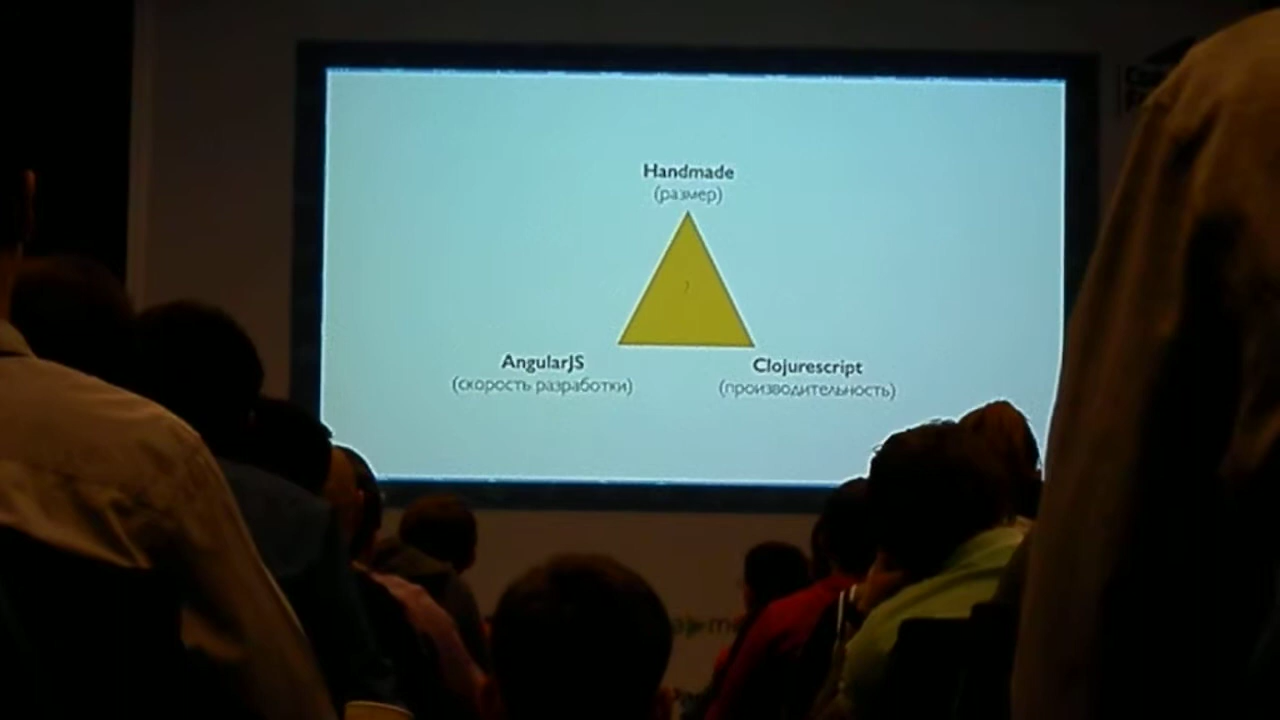 Handmade
(размер)
AngularJS
(скорость разработки)
Clojurescript
(производительность)